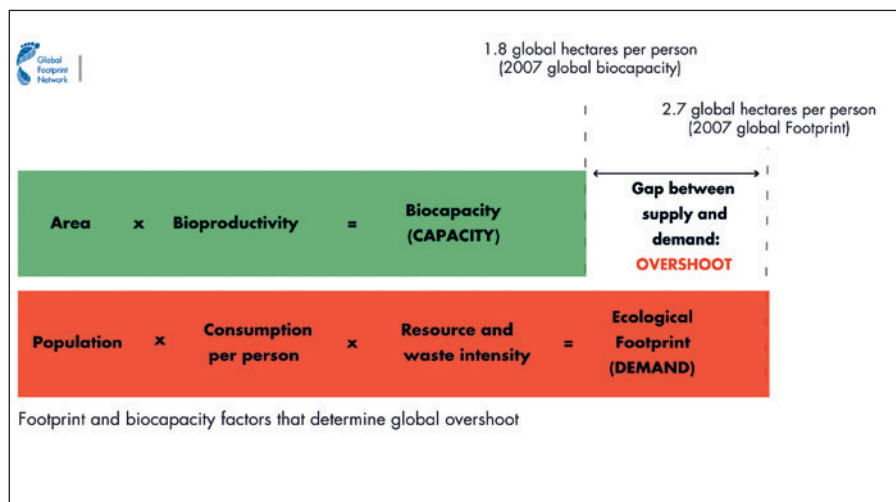 Global
Footprint
Network
1.8 global hectares per person
(2007 global biocapacity)
2.7 global hectares per person
(2007 global Footprint)
Area x Bioproductivity = Biocapacity
(CAPACITY)
Gap between
supply and
demand:
OVERSHOOT
Population x Consumption
per person x Resource and
waste intensity = Ecological
Footprint
(DEMAND)
Footprint and biocapacity factors that determine global overshoot